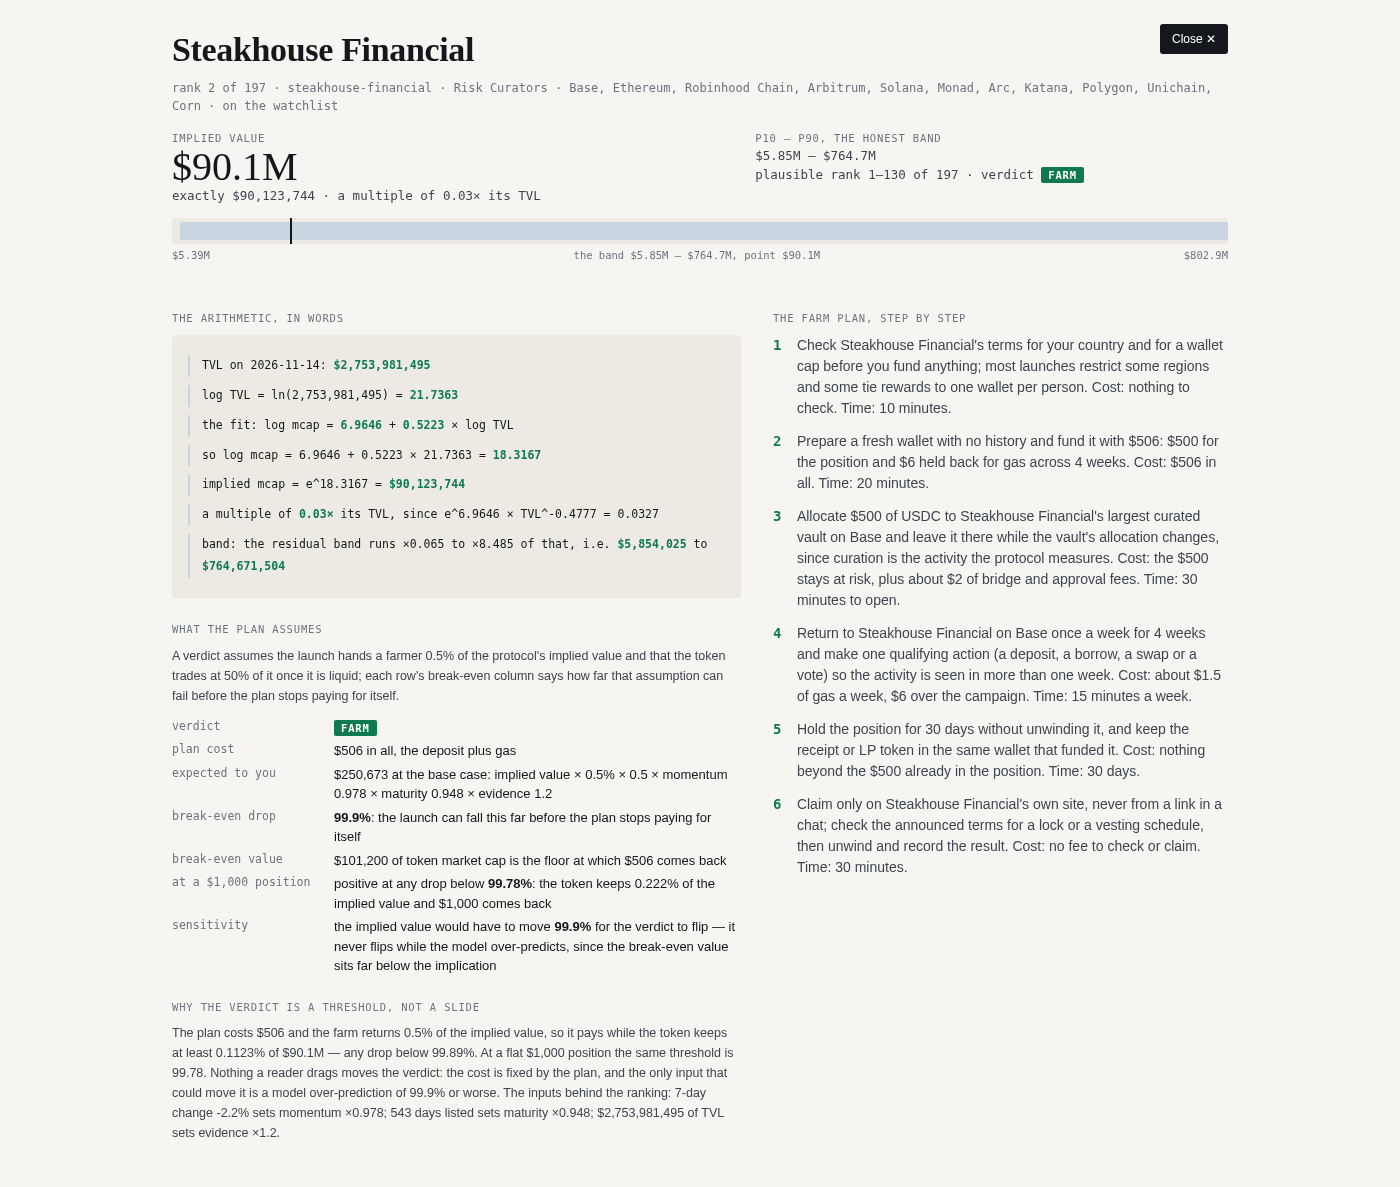 Steakhouse Financial
Close ✕
rank 2 of 197 · steakhouse-financial · Risk Curators · Base, Ethereum, Robinhood Chain, Arbitrum, Solana, Monad, Arc, Katana, Polygon, Unichain,
Corn · on the watchlist
IMPLIED VALUE
$90.1M
exactly $90,123,744 · a multiple of 0.03× its TVL
P10 — P90, THE HONEST BAND
$5.85M — $764.7M
plausible rank 1–130 of 197 · verdict FARM
$5.39M
the band $5.85M — $764.7M, point $90.1M
$802.9M
THE ARITHMETIC, IN WORDS
TVL on 2026-11-14: $2,753,981,495
log TVL = ln(2,753,981,495) = 21.7363
the fit: log mcap = 6.9646 + 0.5223 × log TVL
so log mcap = 6.9646 + 0.5223 × 21.7363 = 18.3167
implied mcap = e^18.3167 = $90,123,744
a multiple of 0.03× its TVL, since e^6.9646 × TVL^-0.4777 = 0.0327
band: the residual band runs ×0.065 to ×8.485 of that, i.e. $5,854,025 to
$764,671,504
WHAT THE PLAN ASSUMES
A verdict assumes the launch hands a farmer 0.5% of the protocol's implied value and that the token
trades at 50% of it once it is liquid; each row's break-even column says how far that assumption can
fail before the plan stops paying for itself.
verdict FARM
plan cost $506 in all, the deposit plus gas
expected to you $250,673 at the base case: implied value × 0.5% × 0.5 × momentum
0.978 × maturity 0.948 × evidence 1.2
break-even drop 99.9%: the launch can fall this far before the plan stops paying for
itself
break-even value $101,200 of token market cap is the floor at which $506 comes back
at a $1,000 position positive at any drop below 99.78%: the token keeps 0.222% of the
implied value and $1,000 comes back
sensitivity the implied value would have to move 99.9% for the verdict to flip — it
never flips while the model over-predicts, since the break-even value
sits far below the implication
WHY THE VERDICT IS A THRESHOLD, NOT A SLIDE
The plan costs $506 and the farm returns 0.5% of the implied value, so it pays while the token keeps
at least 0.1123% of $90.1M — any drop below 99.89%. At a flat $1,000 position the same threshold is
99.78. Nothing a reader drags moves the verdict: the cost is fixed by the plan, and the only input that
could move it is a model over-prediction of 99.9% or worse. The inputs behind the ranking: 7-day
change -2.2% sets momentum ×0.978; 543 days listed sets maturity ×0.948; $2,753,981,495 of TVL
sets evidence ×1.2.
THE FARM PLAN, STEP BY STEP
1 Check Steakhouse Financial's terms for your country and for a wallet
cap before you fund anything; most launches restrict some regions
and some tie rewards to one wallet per person. Cost: nothing to
check. Time: 10 minutes.
2 Prepare a fresh wallet with no history and fund it with $506: $500 for
the position and $6 held back for gas across 4 weeks. Cost: $506 in
all. Time: 20 minutes.
3 Allocate $500 of USDC to Steakhouse Financial's largest curated
vault on Base and leave it there while the vault's allocation changes,
since curation is the activity the protocol measures. Cost: the $500
stays at risk, plus about $2 of bridge and approval fees. Time: 30
minutes to open.
4 Return to Steakhouse Financial on Base once a week for 4 weeks
and make one qualifying action (a deposit, a borrow, a swap or a
vote) so the activity is seen in more than one week. Cost: about $1.5
of gas a week, $6 over the campaign. Time: 15 minutes a week.
5 Hold the position for 30 days without unwinding it, and keep the
receipt or LP token in the same wallet that funded it. Cost: nothing
beyond the $500 already in the position. Time: 30 days.
6 Claim only on Steakhouse Financial's own site, never from a link in a
chat; check the announced terms for a lock or a vesting schedule,
then unwind and record the result. Cost: no fee to check or claim.
Time: 30 minutes.